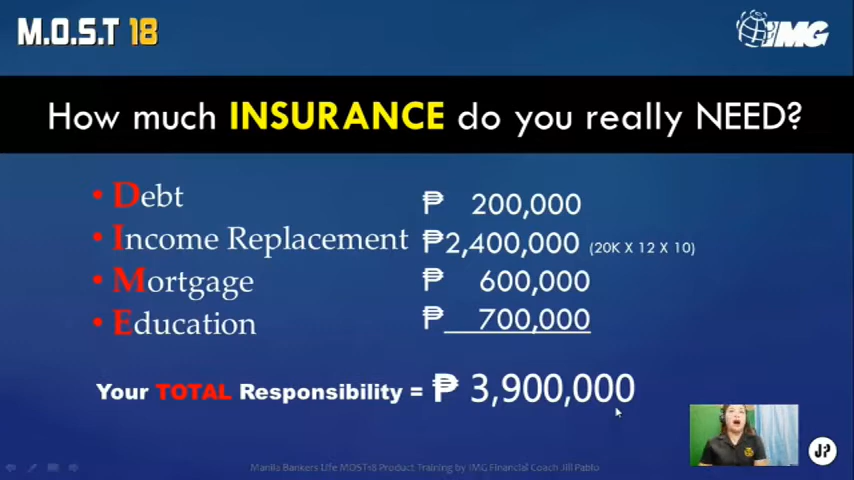 M.O.S.T 18
IMG
How much INSURANCE do you really NEED?
• Debt ₱ 200,000
• Income Replacement ₱2,400,000 (20K X 12 X 10)
• Mortgage ₱ 600,000
• Education ₱ 700,000
Your TOTAL Responsibility = ₱ 3,900,000
JP
Manila Bankers Life MOST18 Product Training by IMG Financial Coach Jill Pablo